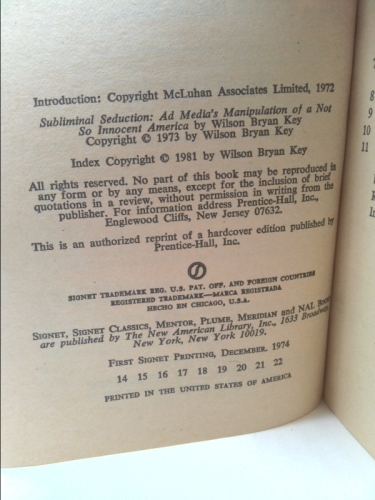 Introduction: Copyright McLuhan Associates Limited, 1972
Subliminal Seduction: Ad Media's Manipulation of a Not
So Innocent America by Wilson Bryan Key
Copyright © 1973 by Wilson Bryan Key
Index Copyright © 1981 by Wilson Bryan Key
All rights reserved. No part of this book may be reproduced in
any form or by any means, except for the inclusion of brief
quotations in a review, without permission in writing from the
publisher. For information address Prentice-Hall, Inc.,
Englewood Cliffs, New Jersey 07632.
This is an authorized reprint of a hardcover edition published by
Prentice-Hall, Inc.
SIGNET TRADEMARK REG. U.S. PAT. OFF. AND FOREIGN COUNTRIES
REGISTERED TRADEMARK—MARCA REGISTRADA
HECHO EN CHICAGO, U.S.A.
SIGNET, SIGNET CLASSICS, MENTOR, PLUME, MERIDIAN and NAL BOOKS
are published by The New American Library, Inc., 1633 Broadway,
New York, New York 10019.
FIRST SIGNET PRINTING, DECEMBER, 1974
14 15 16 17 18 19 20 21 22
PRINTED IN THE UNITED STATES OF AMERICA
8
9
10
11